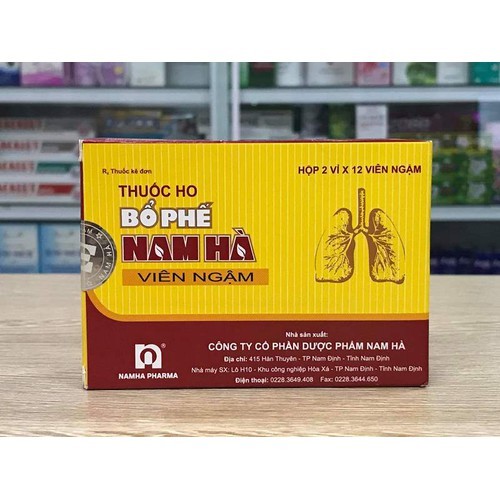 Rx Thuốc kê đơn
HỘP 2 VỈ X 12 VIÊN NGẬM
THUỐC HO
BỔ PHẾ
NAM HÀ
VIÊN NGẬM
Nhà sản xuất:
CÔNG TY CỔ PHẦN DƯỢC PHẨM NAM HÀ
Địa chỉ: 415 Hàn Thuyên - TP Nam Định - Tỉnh Nam Định
Nhà máy SX: Lô H10 - Khu công nghiệp Hòa Xá - TP Nam Định - Tỉnh Nam Định
Điện thoại: 0228.3649.408 Fax: 0228.3644.650
NAMHA PHARMA